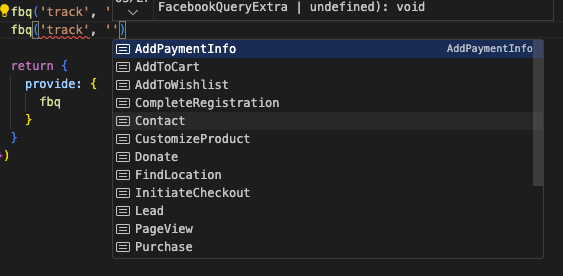 fbq('track', '
FacebookQueryExtra | undefined): void
fbq('track', '')
AddPaymentInfo AddPaymentInfo
AddToCart
return {
AddToWishlist
provide: {
CompleteRegistration
fbq
Contact
}
CustomizeProduct
}
Donate
)
FindLocation
InitiateCheckout
Lead
PageView
Purchase